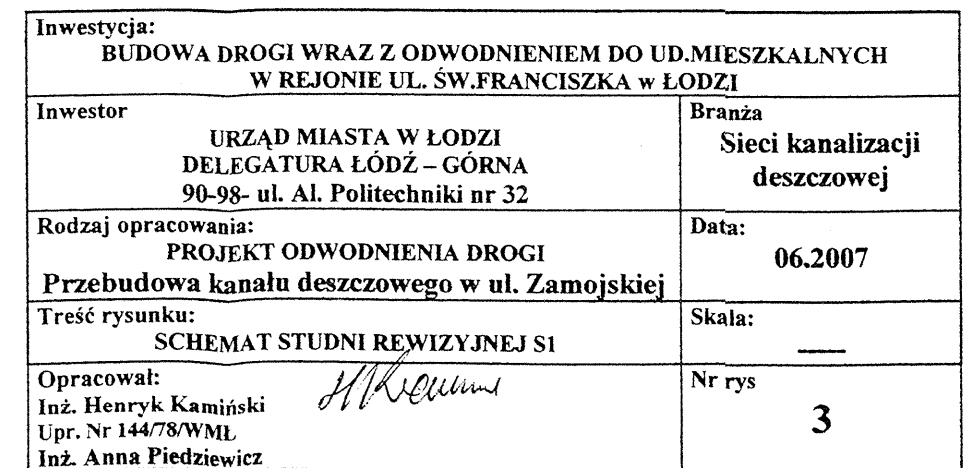 Inwestycja:
BUDOWA DROGI WRAZ Z ODWODNIENIEM DO UD.MIESZKALNYCH
W REJONIE UL. ŚW.FRANCISZKA w ŁODZI
Inwestor
URZĄD MIASTA W ŁODZI
DELEGATURA ŁÓDŹ – GÓRNA
90-98- ul. Al. Politechniki nr 32
Branża
Sieci kanalizacji
deszczowej
Rodzaj opracowania:
PROJEKT ODWODNIENIA DROGI
Przebudowa kanału deszczowego w ul. Zamojskiej
Data:
06.2007
Treść rysunku:
SCHEMAT STUDNI REWIZYJNEJ S1
Skala:
Opracował:
Inż. Henryk Kamiński
Upr. Nr 144/78/WMŁ
Inż. Anna Piedziewicz
Nr rys
3